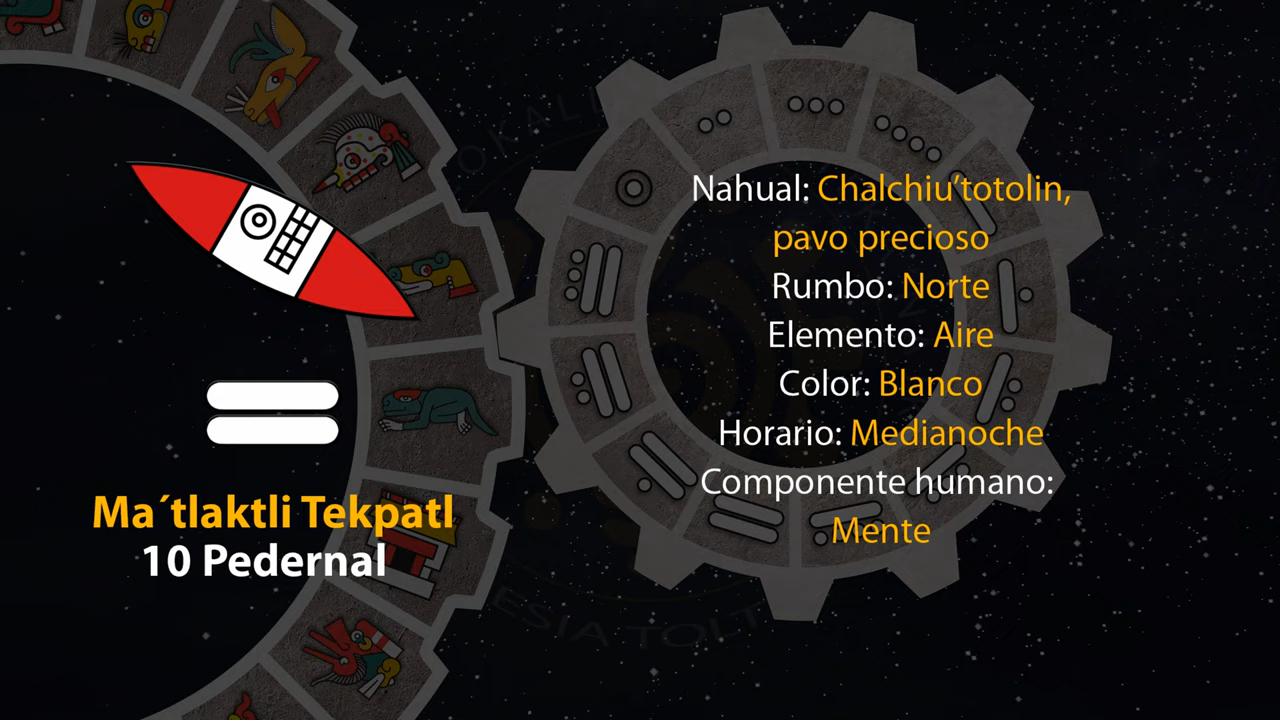 Ma´tlaktli Tekpatl
10 Pedernal
Nahual: Chalchiu’totolin,
pavo precioso
Rumbo: Norte
Elemento: Aire
Color: Blanco
Horario: Medianoche
Componente humano:
Mente